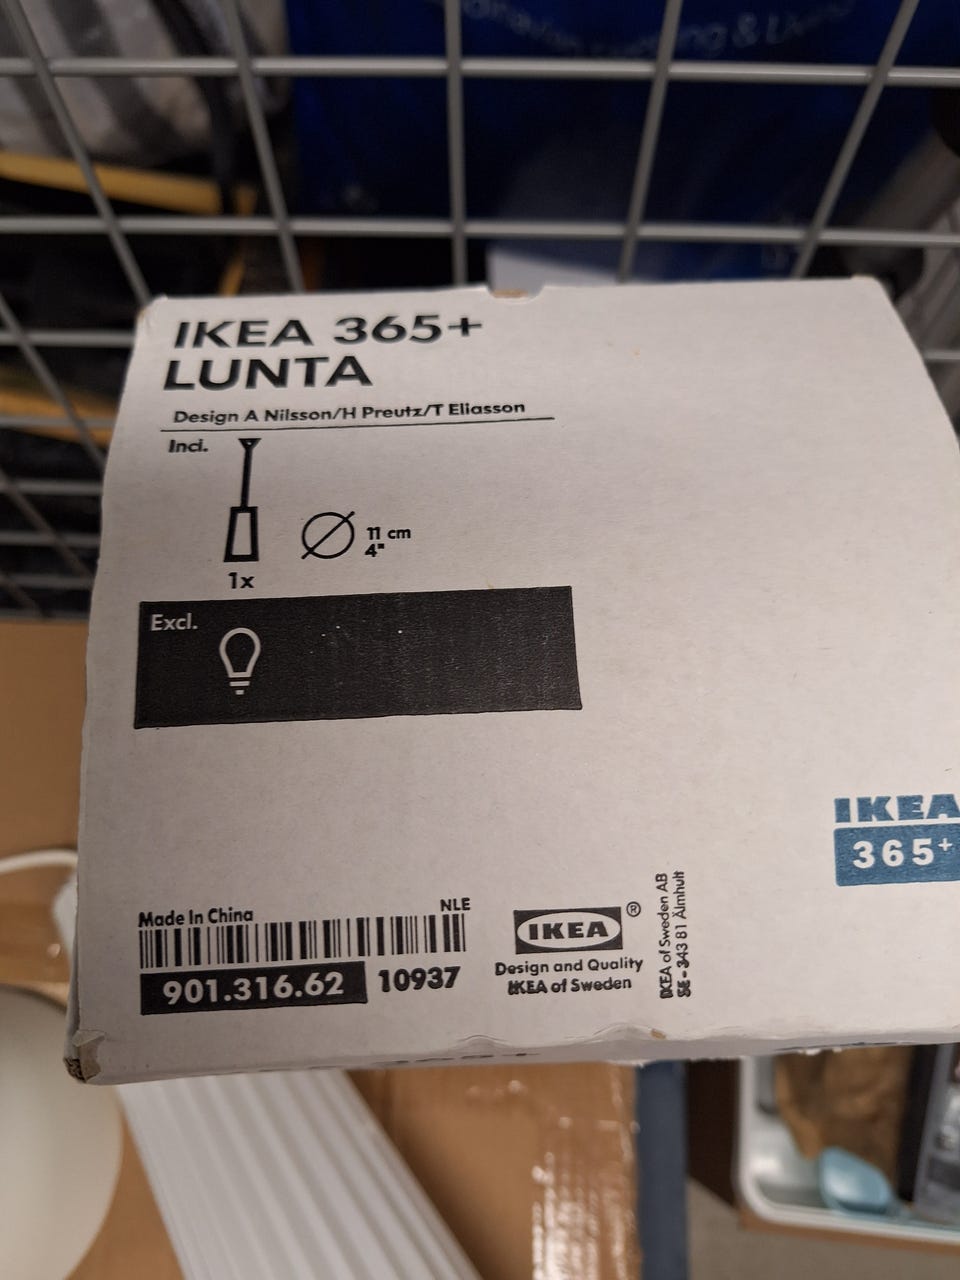 IKEA 365+
LUNTA
Design A Nilsson/H Preutz/T Eliasson
Incl.
11 cm
4"
1x
Excl.
IKEA
365+
Made In China
NLE
901.316.62
10937
IKEA
®
Design and Quality
IKEA of Sweden
IKEA of Sweden AB
SE - 343 81 Älmhult